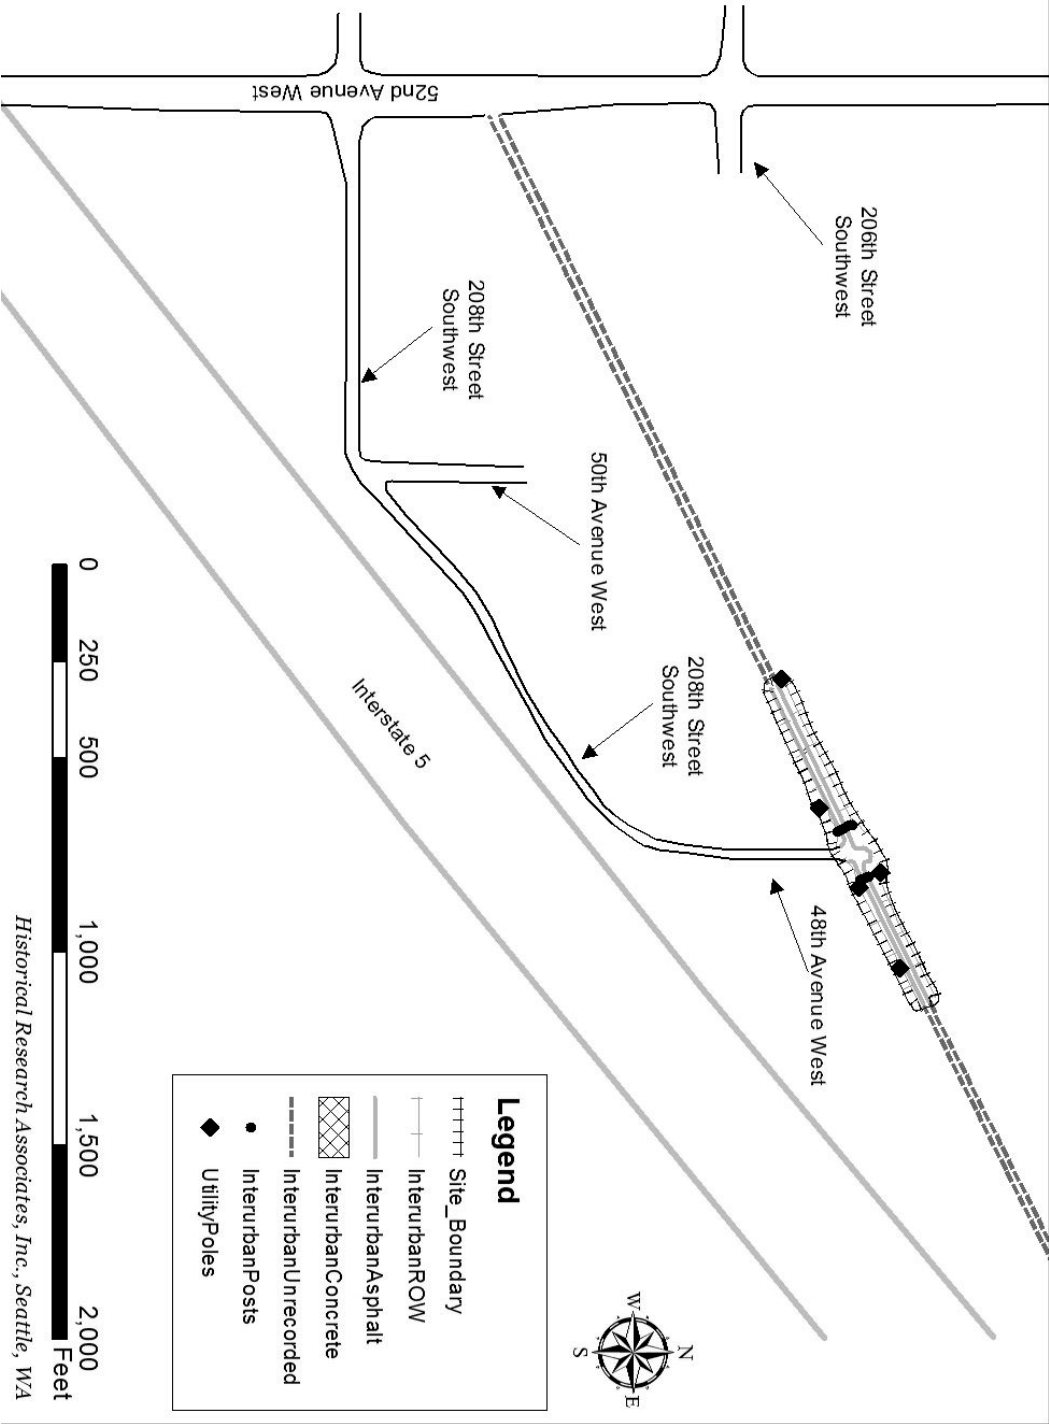 52nd Avenue West
206th Street
Southwest
208th Street
Southwest
50th Avenue West
208th Street
Southwest
48th Avenue West
Interstate 5
N
W
E
S
Legend
Site_Boundary
InterurbanROW
InterurbanAsphalt
InterurbanConcrete
InterurbanUnrecorded
InterurbanPosts
UtilityPoles
0 250 500 1,000 1,500 2,000
Feet
Historical Research Associates, Inc., Seattle, WA